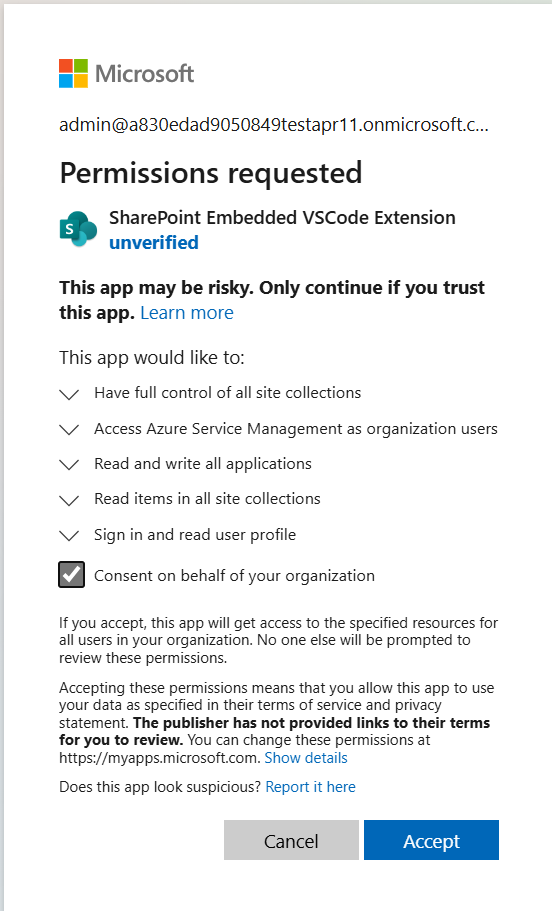 Microsoft
admin@a830edad9050849testapr11.onmicrosoft.c...
Permissions requested
S
SharePoint Embedded VSCode Extension
unverified
This app may be risky. Only continue if you trust
this app. Learn more
This app would like to:
Have full control of all site collections
Access Azure Service Management as organization users
Read and write all applications
Read items in all site collections
Sign in and read user profile
Consent on behalf of your organization
If you accept, this app will get access to the specified resources for
all users in your organization. No one else will be prompted to
review these permissions.
Accepting these permissions means that you allow this app to use
your data as specified in their terms of service and privacy
statement. The publisher has not provided links to their terms
for you to review. You can change these permissions at
https://myapps.microsoft.com. Show details
Does this app look suspicious? Report it here
Cancel
Accept